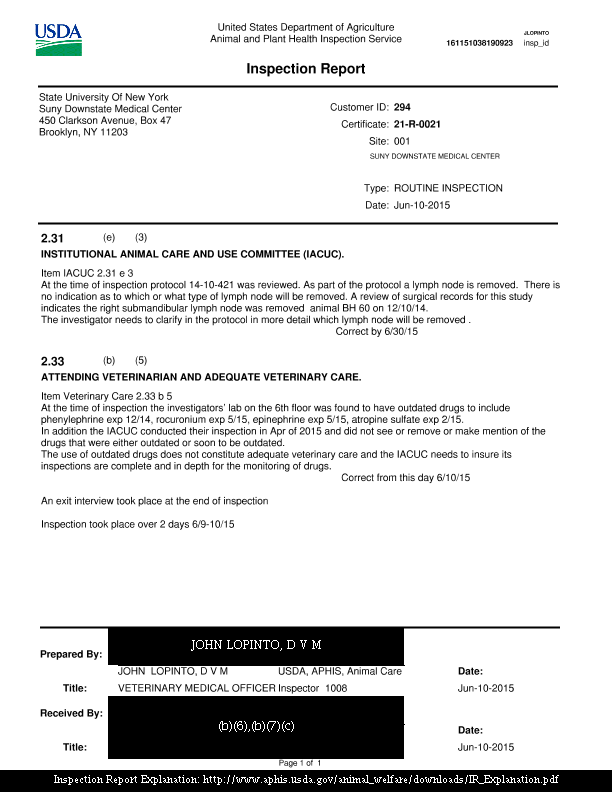 USDA
United States Department of Agriculture
Animal and Plant Health Inspection Service
JLOPINTO
161151038190923 insp_id
Inspection Report
State University Of New York
Suny Downstate Medical Center
450 Clarkson Avenue, Box 47
Brooklyn, NY 11203
Customer ID: 294
Certificate: 21-R-0021
Site: 001
SUNY DOWNSTATE MEDICAL CENTER
Type: ROUTINE INSPECTION
Date: Jun-10-2015
2.31 (e) (3)
INSTITUTIONAL ANIMAL CARE AND USE COMMITTEE (IACUC).
Item IACUC 2.31 e 3
At the time of inspection protocol 14-10-421 was reviewed. As part of the protocol a lymph node is removed. There is
no indication as to which or what type of lymph node will be removed. A review of surgical records for this study
indicates the right submandibular lymph node was removed animal BH 60 on 12/10/14.
The investigator needs to clarify in the protocol in more detail which lymph node will be removed .
Correct by 6/30/15
2.33 (b) (5)
ATTENDING VETERINARIAN AND ADEQUATE VETERINARY CARE.
Item Veterinary Care 2.33 b 5
At the time of inspection the investigators' lab on the 6th floor was found to have outdated drugs to include
phenylephrine exp 12/14, rocuronium exp 5/15, epinephrine exp 5/15, atropine sulfate exp 2/15.
In addition the IACUC conducted their inspection in Apr of 2015 and did not see or remove or make mention of the
drugs that were either outdated or soon to be outdated.
The use of outdated drugs does not constitute adequate veterinary care and the IACUC needs to insure its
inspections are complete and in depth for the monitoring of drugs.
Correct from this day 6/10/15
An exit interview took place at the end of inspection
Inspection took place over 2 days 6/9-10/15
Prepared By: JOHN LOPINTO, D V M
JOHN LOPINTO, D V M USDA, APHIS, Animal Care Date:
Title: VETERINARY MEDICAL OFFICER Inspector 1008 Jun-10-2015
Received By: (b)(6),(b)(7)(c)
Date:
Title: Jun-10-2015
Page 1 of 1
Inspection Report Explanation: http://www.aphis.usda.gov/animal_welfare/downloads/IR_Explanation.pdf